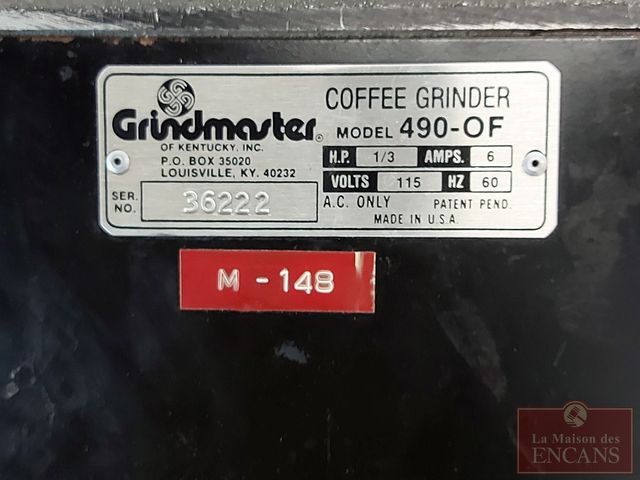 Grindmaster®
OF KENTUCKY, INC.
P.O. BOX 35020
LOUISVILLE, KY. 40232
SER. NO. 36222
COFFEE GRINDER
MODEL 490-OF
H.P. 1/3 AMPS. 6
VOLTS 115 HZ 60
A.C. ONLY PATENT PEND.
MADE IN U.S.A.
M - 148
La Maison des
ENCANS